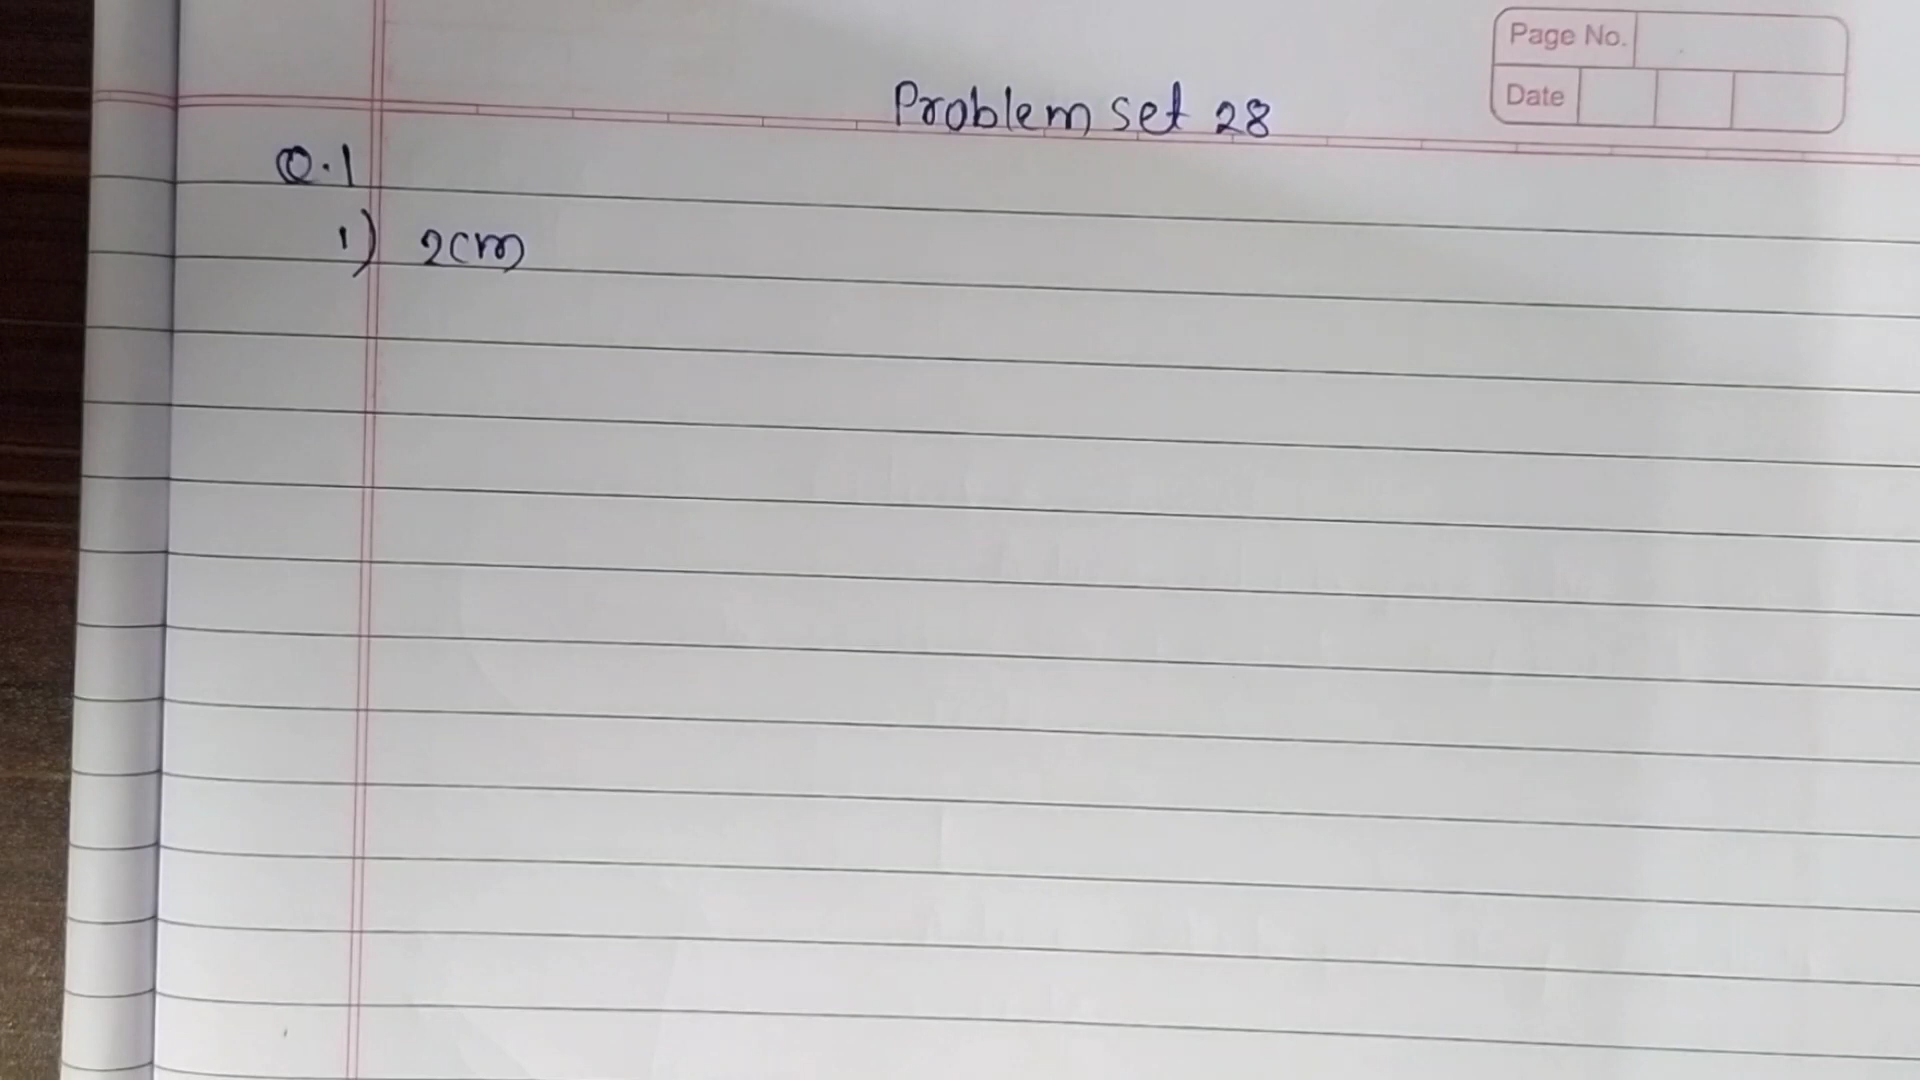 Page No.
Date
Problem set 28
Q.1
1) 2cm